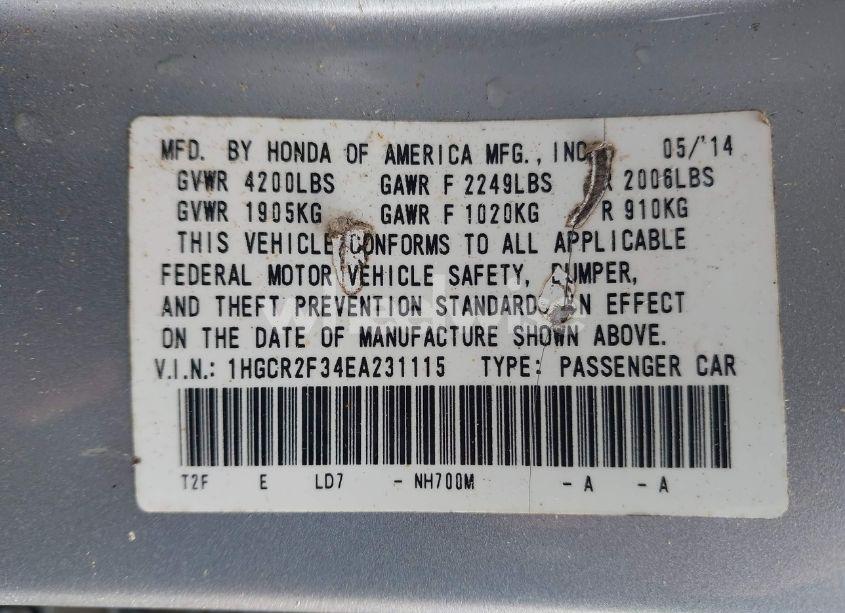 MFD. BY HONDA OF AMERICA MFG., INC. 05/'14
GVWR 4200LBS GAWR F 2249LBS R 2006LBS
GVWR 1905KG GAWR F 1020KG R 910KG
THIS VEHICLE CONFORMS TO ALL APPLICABLE
FEDERAL MOTOR VEHICLE SAFETY, BUMPER,
AND THEFT PREVENTION STANDARDS IN EFFECT
ON THE DATE OF MANUFACTURE SHOWN ABOVE.
V.I.N.: 1HGCR2F34EA231115 TYPE: PASSENGER CAR
T2F E LD7 - NH700M - A - A